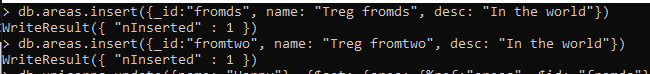 > db.areas.insert({_id:"fromds", name: "Treg fromds", desc: "In the world"})
WriteResult({ "nInserted" : 1 })
> db.areas.insert({_id:"fromtwo", name: "Treg fromtwo", desc: "In the world"})
WriteResult({ "nInserted" : 1 })